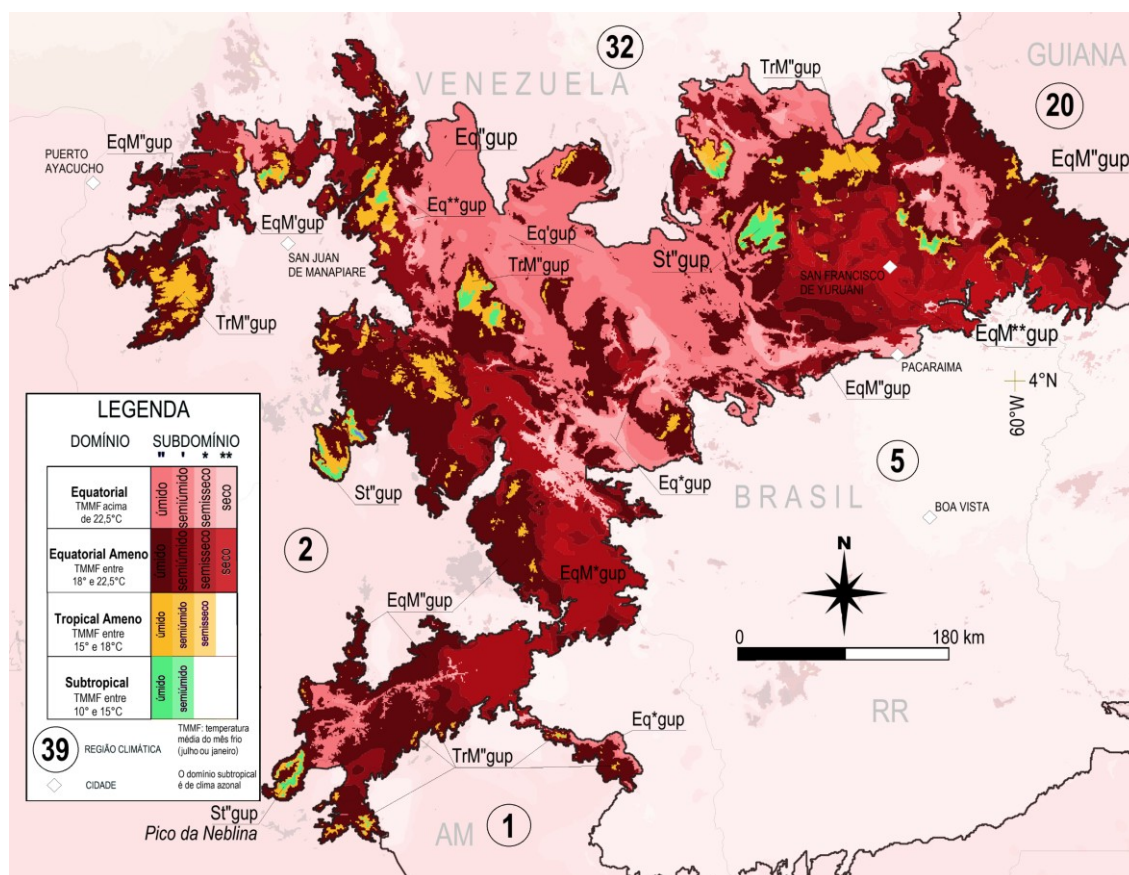 32
VENEZUELA
GUIANA
TrM"gup
20
EqM"gup
PUERTO
AYACUCHO
EqM"gup
Eq"gup
Eq**gup
EqM'gup
SAN JUAN
DE MANAPIARE
Eq'gup
TrM"gup
St"gup
SAN FRANCISCO
DE YURUANI
TrM"gup
EqM**gup
PACARAIMA
EqM"gup
4°N
60°W
LEGENDA
DOMÍNIO SUBDOMÍNIO
" ' * **
Equatorial
TMMF acima
de 22,5°C
úmido semiúmido semisseco seco
Equatorial Ameno
TMMF entre
18° e 22,5°C
úmido semiúmido semisseco seco
Tropical Ameno
TMMF entre
15° e 18°C
úmido semiúmido semisseco
Subtropical
TMMF entre
10° e 15°C
úmido semiúmido
39 REGIÃO CLIMÁTICA
TMMF: temperatura
média do mês frio
(julho ou janeiro)
CIDADE
O domínio subtropical
é de clima azonal
St"gup
Eq*gup
BRASIL
5
BOA VISTA
2
EqM*gup
EqM"gup
N
0 180 km
RR
Eq*gup
TrM"gup
St"gup
Pico da Neblina
AM
1